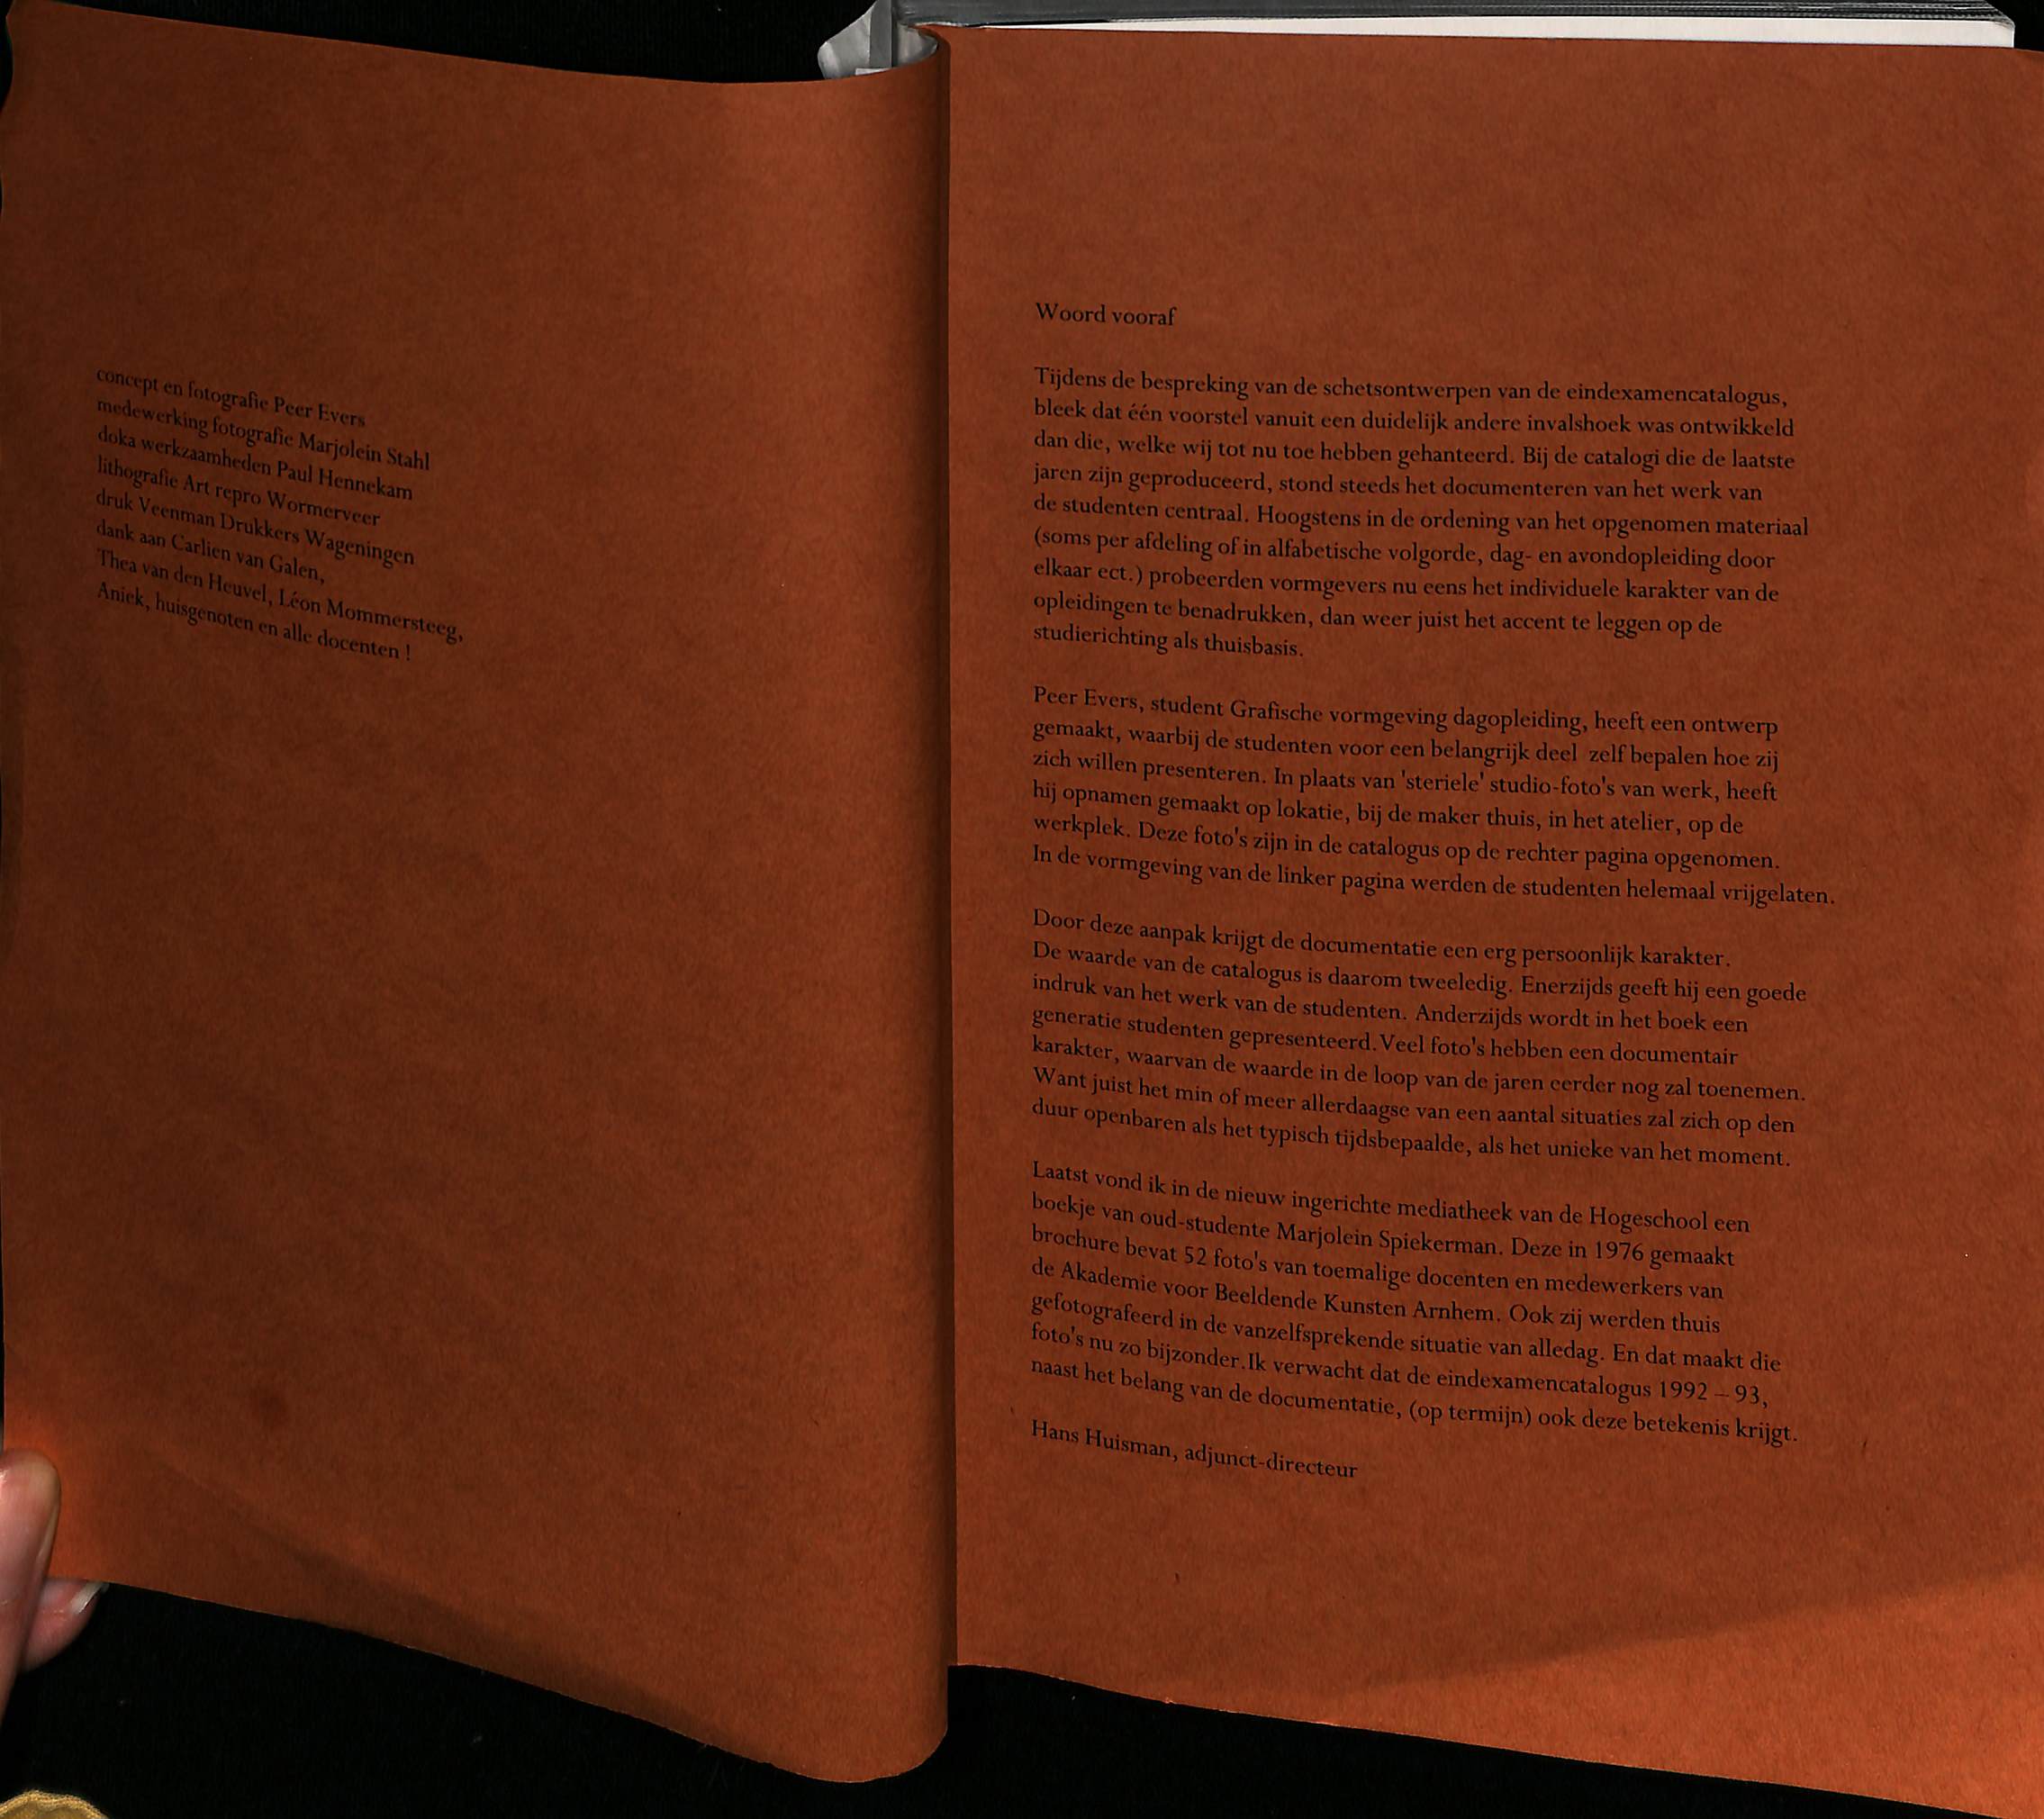 concept en fotografie Peer Evers
medewerking fotografie Marjolein Stahl
doka werkzaamheden Paul Hennekam
lithografie Art repro Wormerveer
druk Veenman Drukkers Wageningen
dank aan Carlien van Galen,
Thea van den Heuvel, Léon Mommersteeg,
Aniek, huisgenoten en alle docenten !
Woord vooraf
Tijdens de bespreking van de schetsontwerpen van de eindexamencatalogus,
bleek dat één voorstel vanuit een duidelijk andere invalshoek was ontwikkeld
dan die, welke wij tot nu toe hebben gehanteerd. Bij de catalogi die de laatste
jaren zijn geproduceerd, stond steeds het documenteren van het werk van
de studenten centraal. Hoogstens in de ordening van het opgenomen materiaal
(soms per afdeling of in alfabetische volgorde, dag- en avondopleiding door
elkaar ect.) probeerden vormgevers nu eens het individuele karakter van de
opleidingen te benadrukken, dan weer juist het accent te leggen op de
studierichting als thuisbasis.
Peer Evers, student Grafische vormgeving dagopleiding, heeft een ontwerp
gemaakt, waarbij de studenten voor een belangrijk deel zelf bepalen hoe zij
zich willen presenteren. In plaats van 'steriele' studio-foto's van werk, heeft
hij opnamen gemaakt op lokatie, bij de maker thuis, in het atelier, op de
werkplek. Deze foto's zijn in de catalogus op de rechter pagina opgenomen.
In de vormgeving van de linker pagina werden de studenten helemaal vrijgelaten.
Door deze aanpak krijgt de documentatie een erg persoonlijk karakter.
De waarde van de catalogus is daarom tweeledig. Enerzijds geeft hij een goede
indruk van het werk van de studenten. Anderzijds wordt in het boek een
generatie studenten gepresenteerd.Veel foto's hebben een documentair
karakter, waarvan de waarde in de loop van de jaren eerder nog zal toenemen.
Want juist het min of meer allerdaagse van een aantal situaties zal zich op den
duur openbaren als het typisch tijdsbepaalde, als het unieke van het moment.
Laatst vond ik in de nieuw ingerichte mediatheek van de Hogeschool een
boekje van oud-studente Marjolein Spiekerman. Deze in 1976 gemaakt
brochure bevat 52 foto's van toemalige docenten en medewerkers van
de Akademie voor Beeldende Kunsten Arnhem. Ook zij werden thuis
gefotografeerd in de vanzelfsprekende situatie van alledag. En dat maakt die
foto's nu zo bijzonder.Ik verwacht dat de eindexamencatalogus 1992 – 93,
naast het belang van de documentatie, (op termijn) ook deze betekenis krijgt.
Hans Huisman, adjunct-directeur